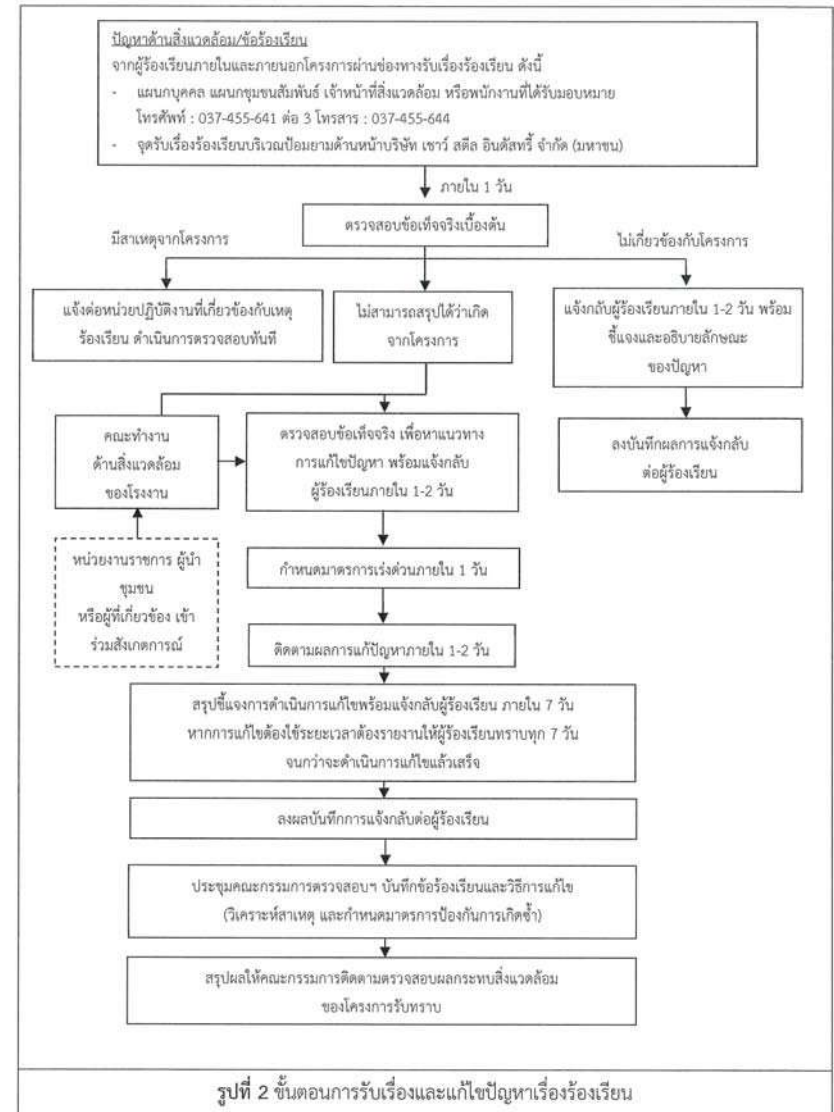 ปัญหาด้านสิ่งแวดล้อม/ข้อร้องเรียน
จากผู้ร้องเรียนภายในและภายนอกโครงการผ่านช่องทางรับเรื่องร้องเรียน ดังนี้
- แผนกบุคคล แผนกชุมชนสัมพันธ์ เจ้าหน้าที่สิ่งแวดล้อม หรือพนักงานที่ได้รับมอบหมาย
โทรศัพท์ : 037-455-641 ต่อ 3 โทรสาร : 037-455-644
- จุดรับเรื่องร้องเรียนบริเวณป้อมยามด้านหน้าบริษัท เชาว์ สตีล อินดัสทรี้ จำกัด (มหาชน)
ภายใน 1 วัน
ตรวจสอบข้อเท็จจริงเบื้องต้น
มีสาเหตุจากโครงการ
ไม่เกี่ยวข้องกับโครงการ
แจ้งต่อหน่วยปฏิบัติงานที่เกี่ยวข้องกับเหตุ
ร้องเรียน ดำเนินการตรวจสอบทันที
ไม่สามารถสรุปได้ว่าเกิด
จากโครงการ
แจ้งกลับผู้ร้องเรียนภายใน 1-2 วัน พร้อม
ชี้แจงและอธิบายลักษณะ
ของปัญหา
คณะทำงาน
ด้านสิ่งแวดล้อม
ของโรงงาน
ตรวจสอบข้อเท็จจริง เพื่อหาแนวทาง
การแก้ไขปัญหา พร้อมแจ้งกลับ
ผู้ร้องเรียนภายใน 1-2 วัน
ลงบันทึกผลการแจ้งกลับ
ต่อผู้ร้องเรียน
หน่วยงานราชการ ผู้นำ
ชุมชน
หรือผู้ที่เกี่ยวข้อง เข้า
ร่วมสังเกตการณ์
กำหนดมาตรการเร่งด่วนภายใน 1 วัน
ติดตามผลการแก้ปัญหาภายใน 1-2 วัน
สรุปชี้แจงการดำเนินการแก้ไขพร้อมแจ้งกลับผู้ร้องเรียน ภายใน 7 วัน
หากการแก้ไขต้องใช้ระยะเวลาต้องรายงานให้ผู้ร้องเรียนทราบทุก 7 วัน
จนกว่าจะดำเนินการแก้ไขแล้วเสร็จ
ลงผลบันทึกการแจ้งกลับต่อผู้ร้องเรียน
ประชุมคณะกรรมการตรวจสอบฯ บันทึกข้อร้องเรียนและวิธีการแก้ไข
(วิเคราะห์สาเหตุ และกำหนดมาตรการป้องกันการเกิดซ้ำ)
สรุปผลให้คณะกรรมการติดตามตรวจสอบผลกระทบสิ่งแวดล้อม
ของโครงการรับทราบ
รูปที่ 2 ขั้นตอนการรับเรื่องและแก้ไขปัญหาเรื่องร้องเรียน